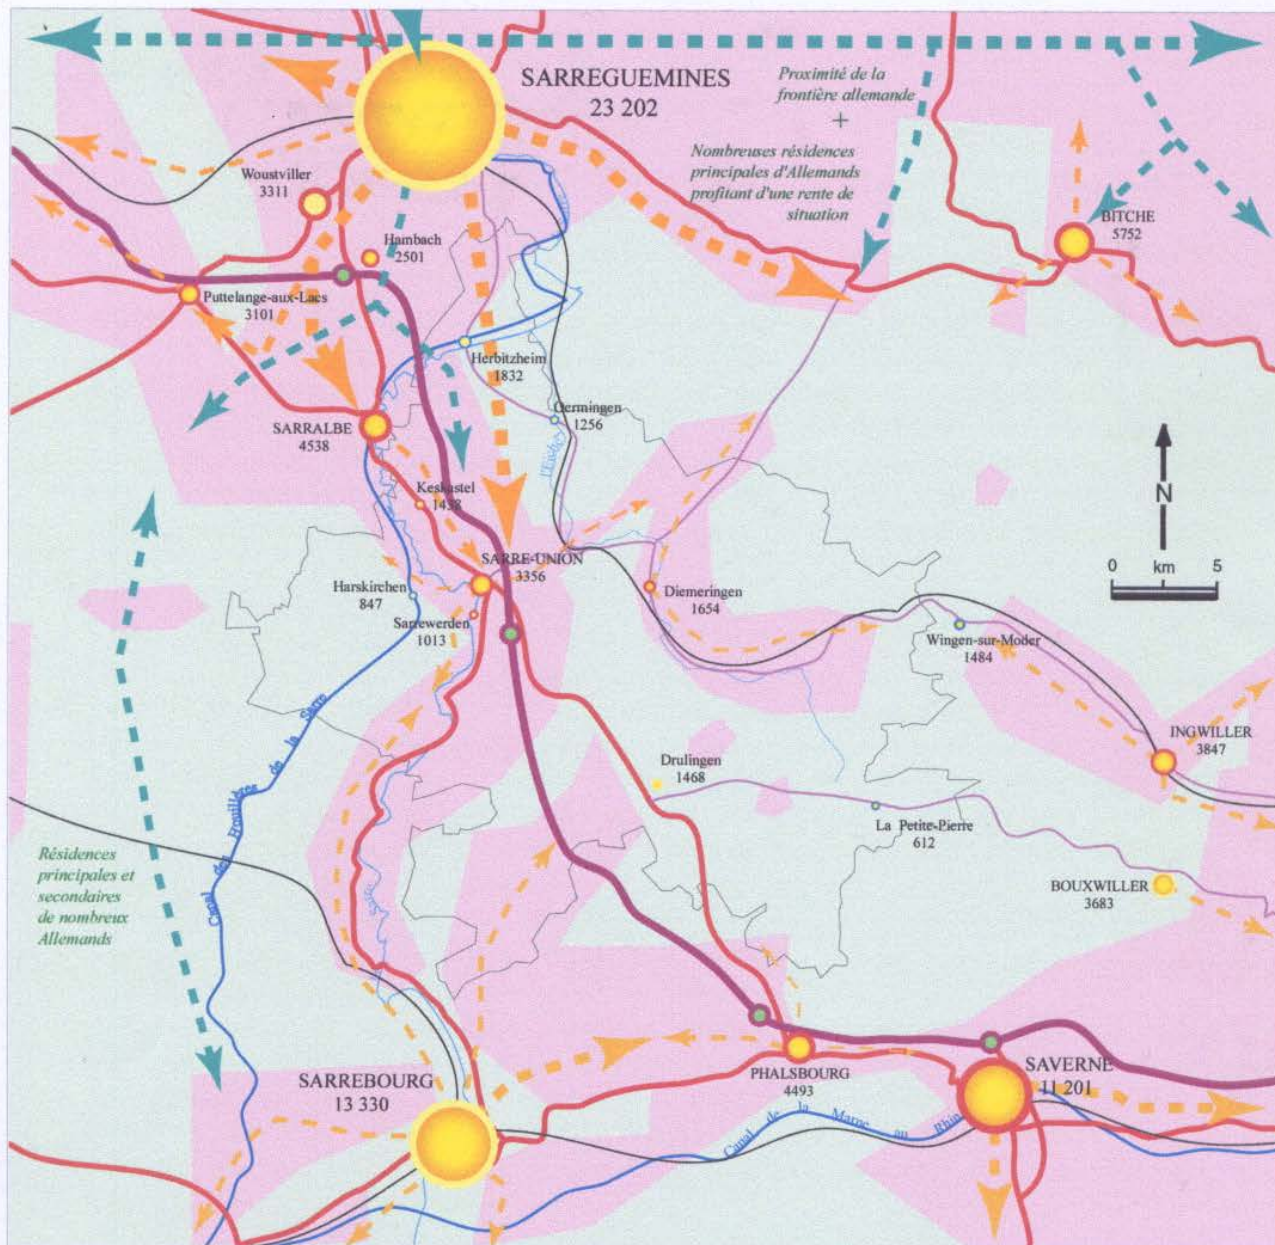 SARREGUEMINES
23 202
Proximité de la
frontière allemande
+
Nombreuses résidences
principales d'Allemands
profitant d'une rente de
situation
Woustviller
3311
BITCHE
5752
Hambach
2501
Puttelange-aux-Lacs
3101
Herbitzheim
1832
Oermingen
1256
SARRALBE
4538
l'Eichel
Keskastel
1438
N
0 km 5
SARRE-UNION
3356
Harskirchen
847
Diemeringen
1654
Sarrewerden
1013
Wingen-sur-Moder
1484
INGWILLER
3847
Canal des Houillères de la Sarre
Drulingen
1468
La Petite-Pierre
612
Résidences
principales et
secondaires
de nombreux
Allemands
BOUXWILLER
3683
Sarre
SARREBOURG
13 330
PHALSBOURG
4493
SAVERNE
11 201
Canal de la Marne au Rhin